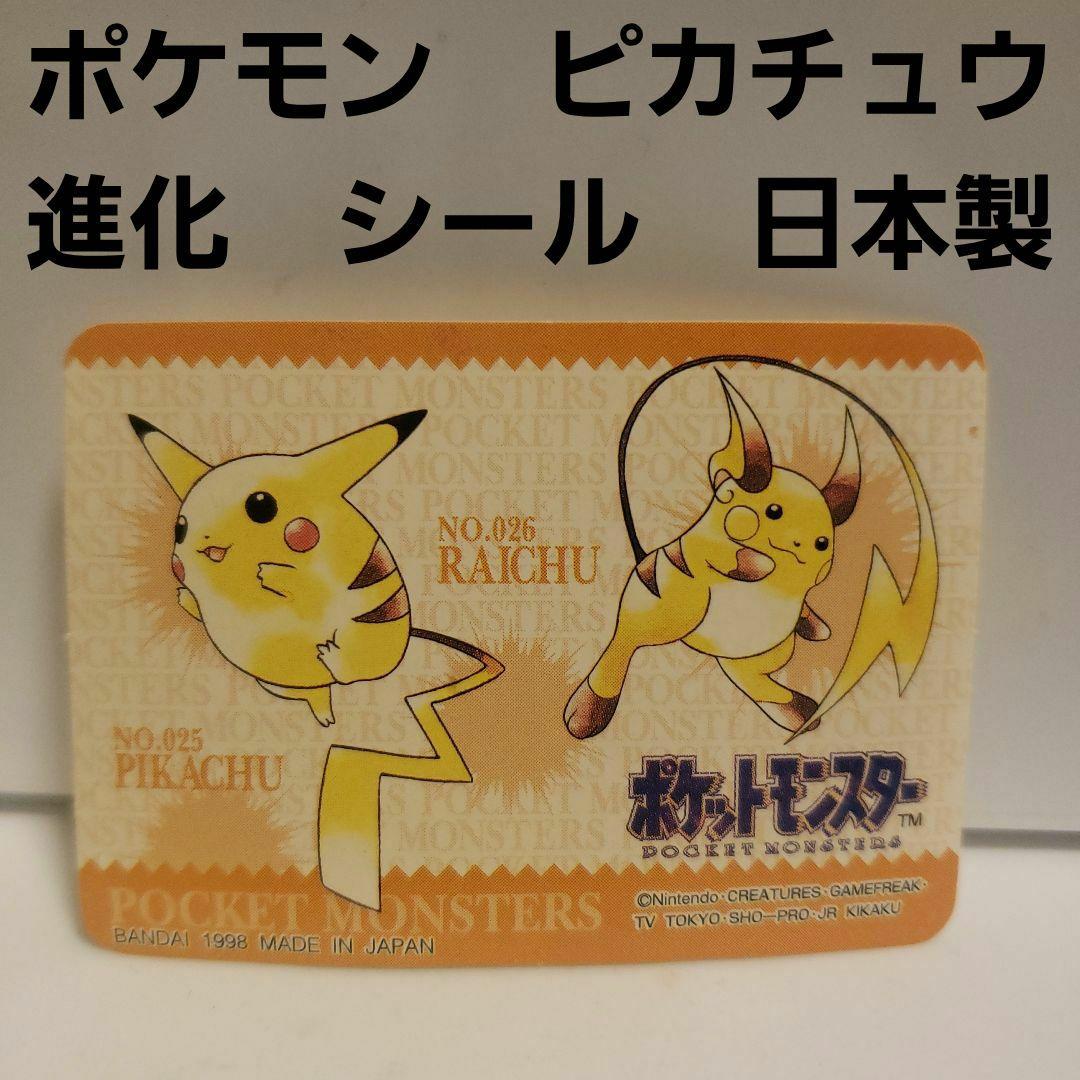 ポケモン　ピカチュウ
進化　シール　日本製
NO.026
RAICHU
NO.025
PIKACHU
ポケットモンスター™
POCKET MONSTERS
POCKET MONSTERS
©Nintendo・CREATURES・GAMEFREAK・
TV TOKYO・SHO-PRO・JR KIKAKU
BANDAI 1998 MADE IN JAPAN